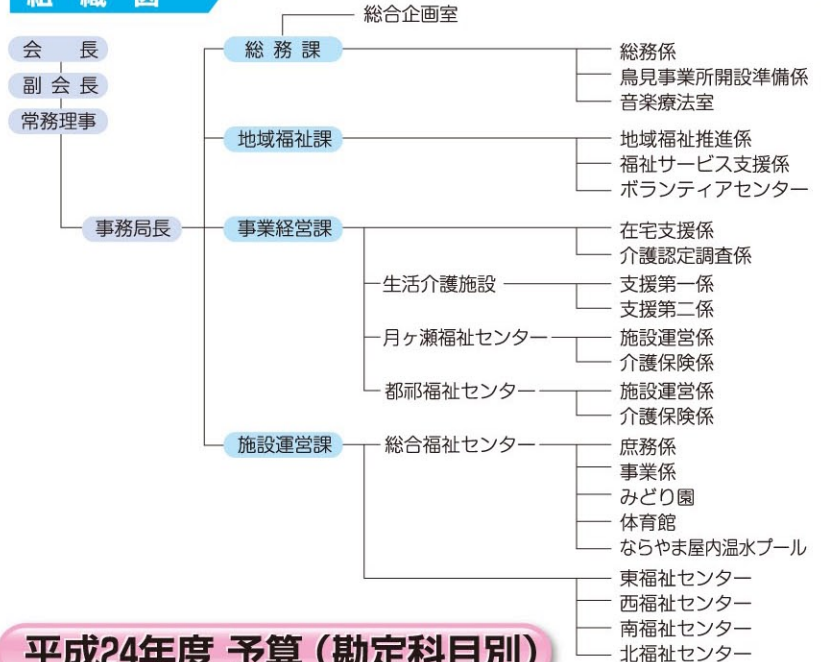 組 織 図
総合企画室
会 長
副 会 長
常務理事
事務局長
総 務 課
総務係
鳥見事業所開設準備係
音楽療法室
地域福祉課
地域福祉推進係
福祉サービス支援係
ボランティアセンター
事業経営課
在宅支援係
介護認定調査係
生活介護施設
支援第一係
支援第二係
月ヶ瀬福祉センター
施設運営係
介護保険係
都祁福祉センター
施設運営係
介護保険係
施設運営課
総合福祉センター
庶務係
事業係
みどり園
体育館
ならやま屋内温水プール
東福祉センター
西福祉センター
南福祉センター
北福祉センター
平成24年度 予算（勘定科目別）